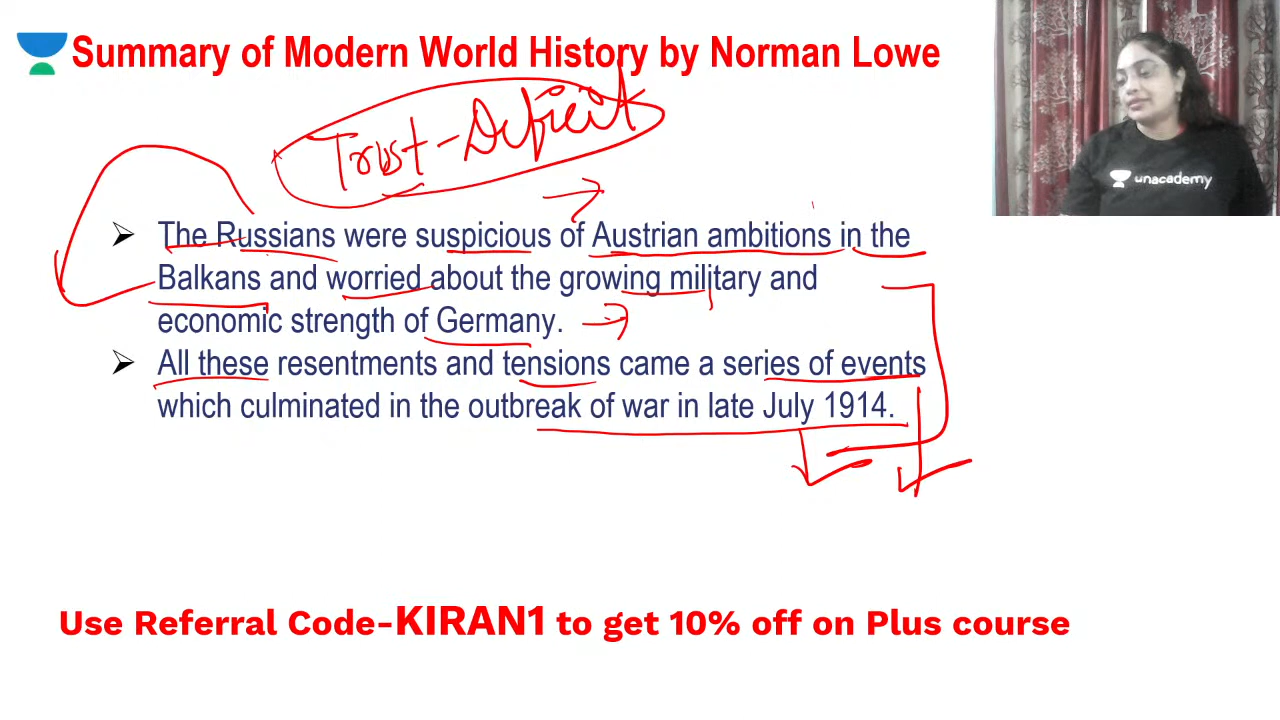 Summary of Modern World History by Norman Lowe
Trust-Deficit
unacademy
➢ The Russians were suspicious of Austrian ambitions in the
Balkans and worried about the growing military and
economic strength of Germany.
➢ All these resentments and tensions came a series of events
which culminated in the outbreak of war in late July 1914.
Use Referral Code-KIRAN1 to get 10% off on Plus course